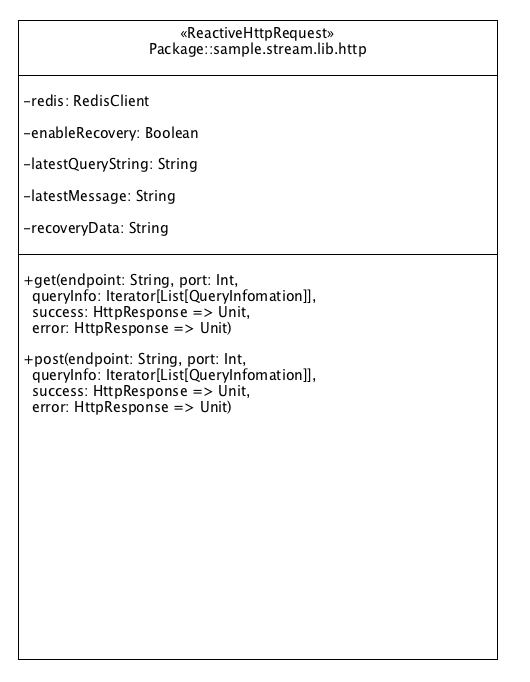 «ReactiveHttpRequest»
Package::sample.stream.lib.http
-redis: RedisClient
-enableRecovery: Boolean
-latestQueryString: String
-latestMessage: String
-recoveryData: String
+get(endpoint: String, port: Int,
queryInfo: Iterator[List[QueryInfomation]],
success: HttpResponse => Unit,
error: HttpResponse => Unit)
+post(endpoint: String, port: Int,
queryInfo: Iterator[List[QueryInfomation]],
success: HttpResponse => Unit,
error: HttpResponse => Unit)